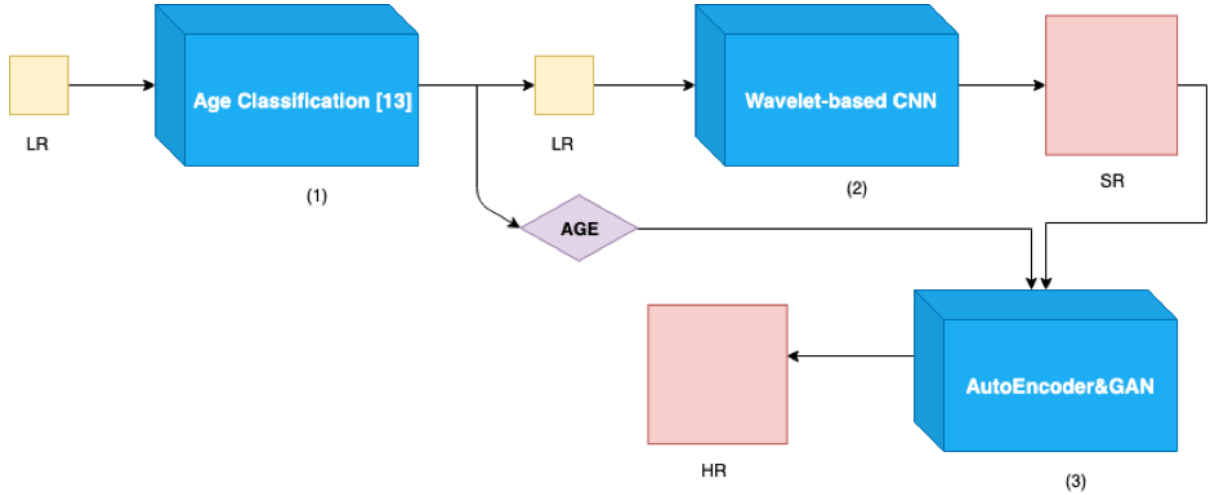 Age Classification [13]
Wavelet-based CNN
LR
LR
SR
(1)
(2)
AGE
AutoEncoder&GAN
HR
(3)